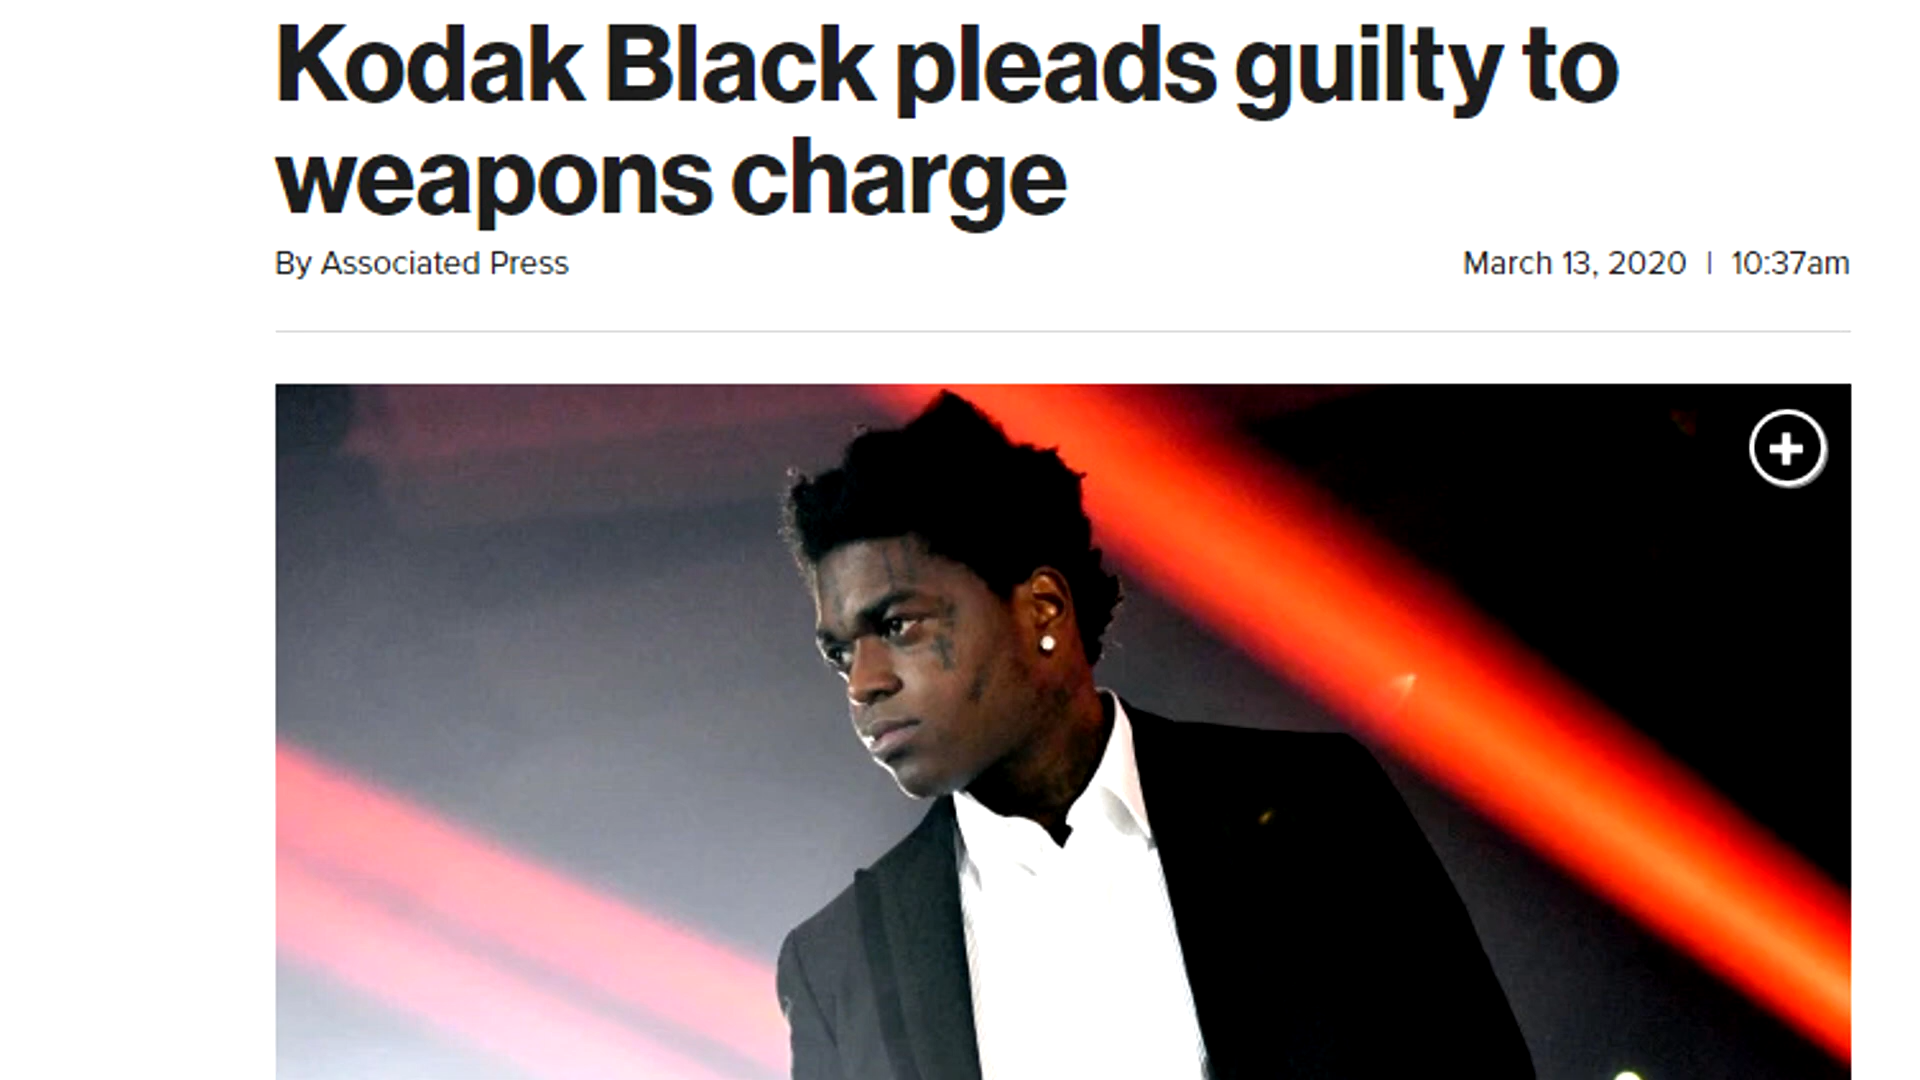 Kodak Black pleads guilty to
weapons charge
By Associated Press
March 13, 2020 | 10:37am